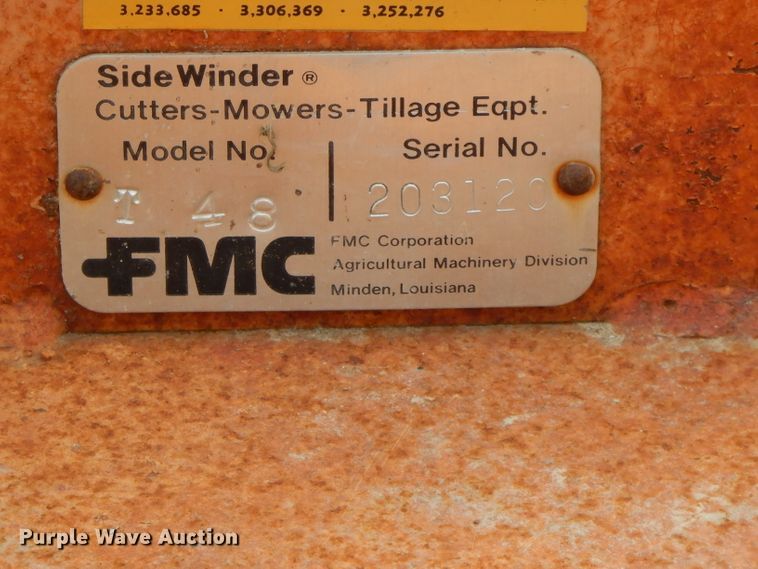 3,233,685 · 3,306,369 · 3,252,276
SideWinder ®
Cutters-Mowers-Tillage Eqpt.
Model No. Serial No.
T 48 203120
FMC FMC Corporation
Agricultural Machinery Division
Minden, Louisiana
Purple Wave Auction